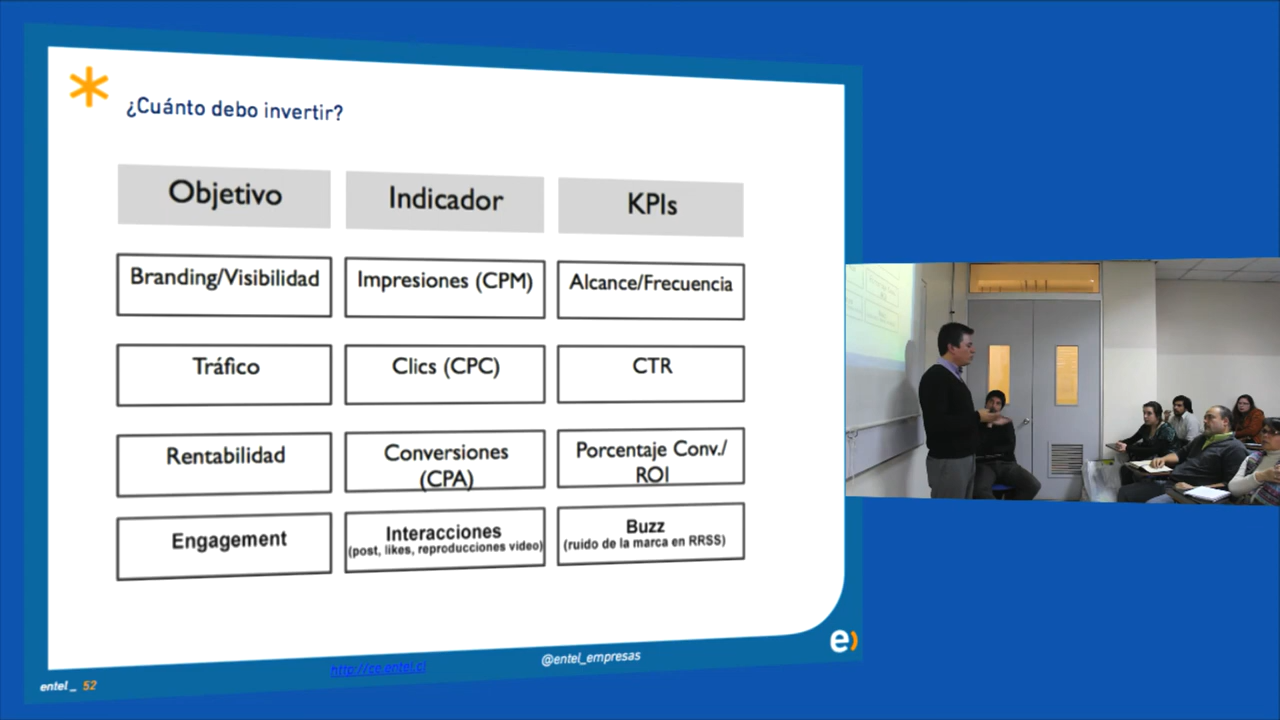 ¿Cuánto debo invertir?
Objetivo Indicador KPIs
Branding/Visibilidad Impresiones (CPM) Alcance/Frecuencia
Tráfico Clics (CPC) CTR
Rentabilidad Conversiones (CPA) Porcentaje Conv./ ROI
Engagement Interacciones (post, likes, reproducciones video) Buzz (ruido de la marca en RRSS)
entel_ 52 http://ce.entel.cl @entel_empresas e)